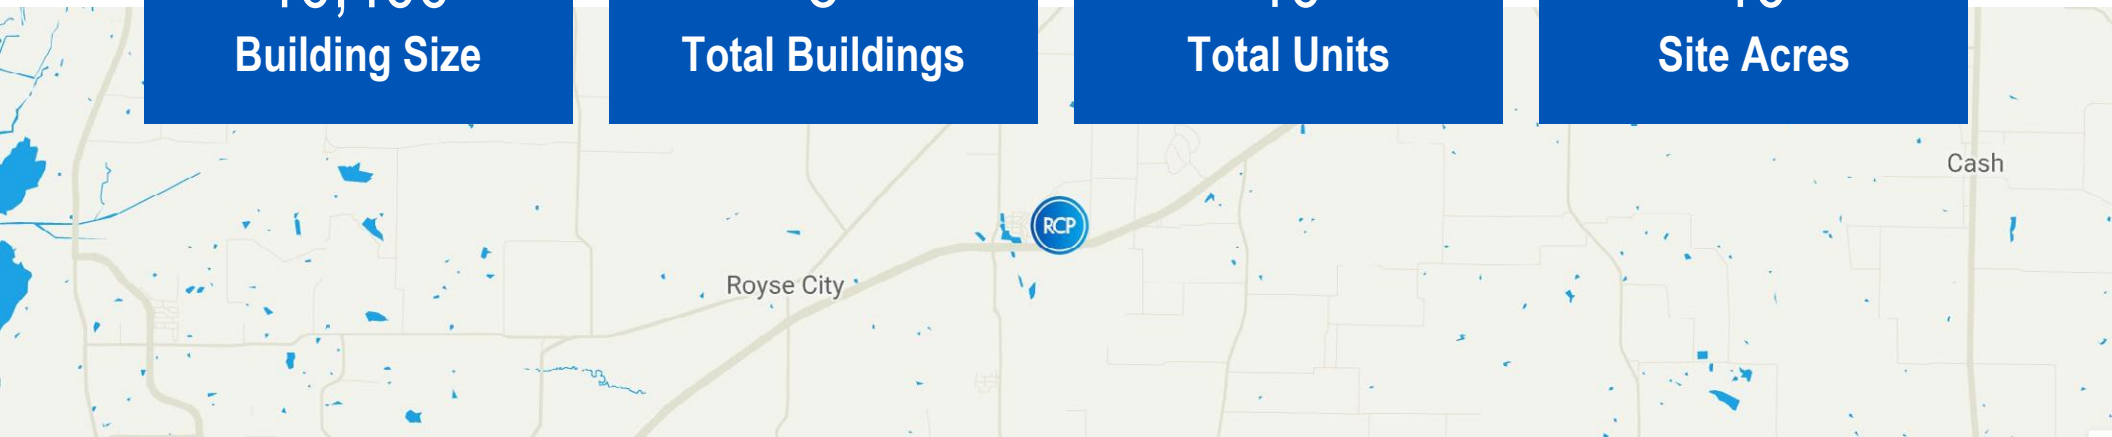 Building Size
Total Buildings
Total Units
Site Acres
Cash
RCP
Royse City